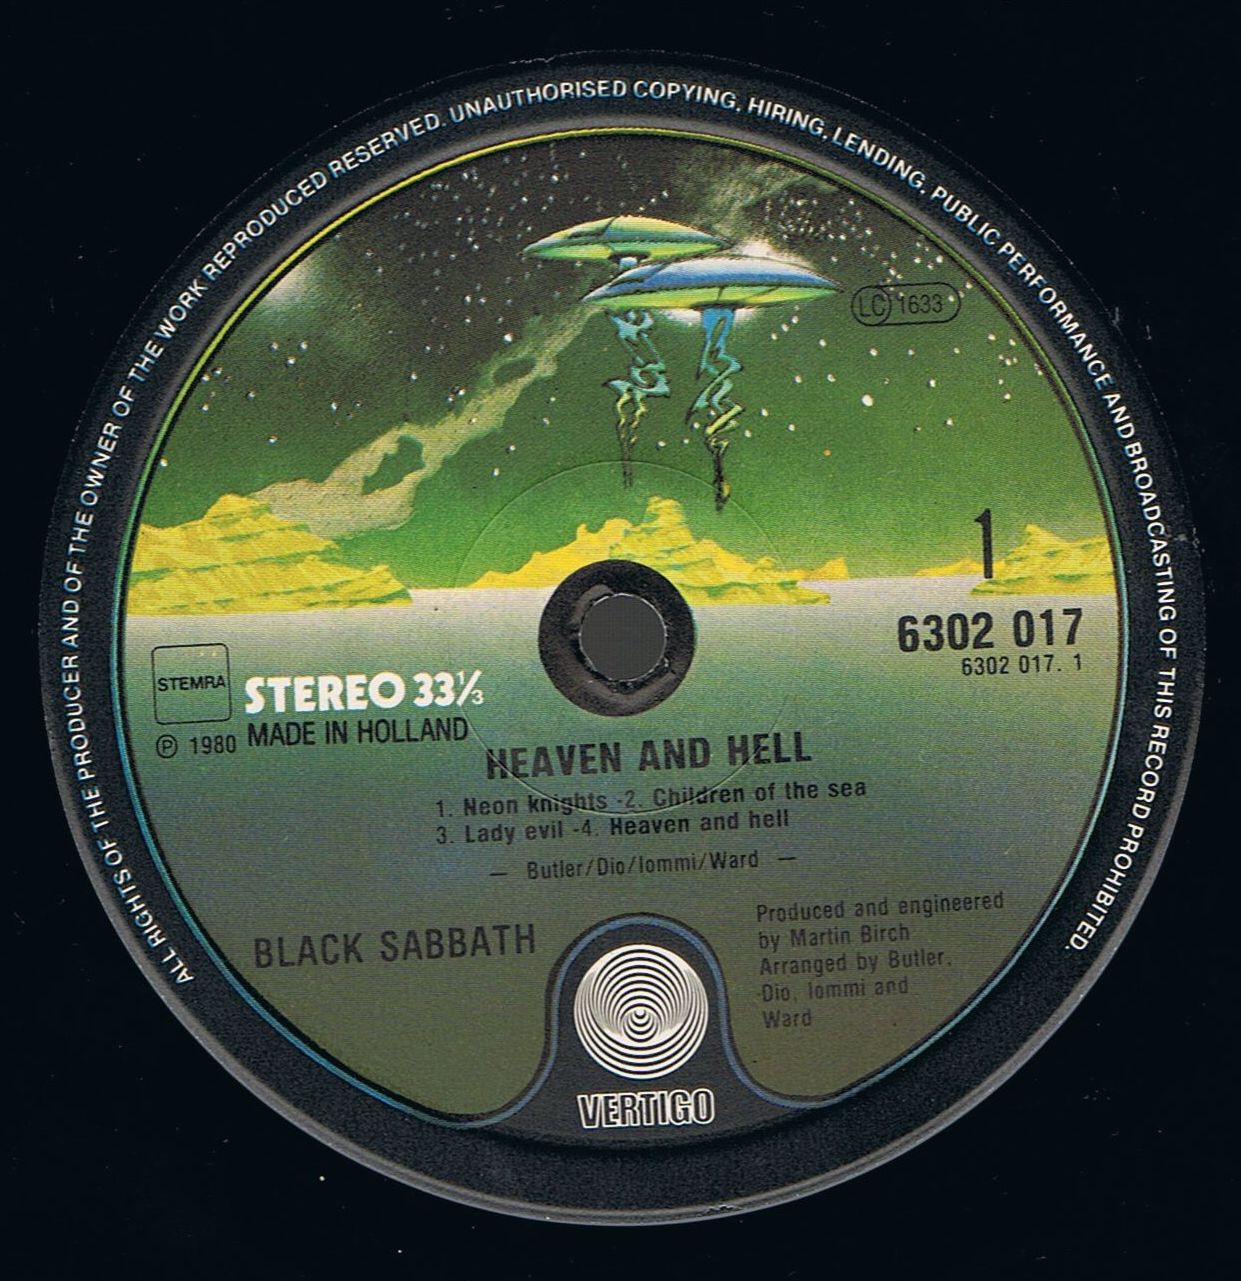 ALL RIGHTS OF THE PRODUCER AND OF THE OWNER OF THE WORK REPRODUCED RESERVED. UNAUTHORISED COPYING, HIRING, LENDING, PUBLIC PERFORMANCE AND BROADCASTING OF THIS RECORD PROHIBITED.
LC 1633
1
6302 017
6302 017. 1
STEMRA
STEREO 33⅓
℗ 1980 MADE IN HOLLAND
HEAVEN AND HELL
1. Neon knights -2. Children of the sea
3. Lady evil -4. Heaven and hell
— Butler/Dio/Iommi/Ward —
BLACK SABBATH
Produced and engineered
by Martin Birch
Arranged by Butler,
Dio, Iommi and
Ward
VERTIGO